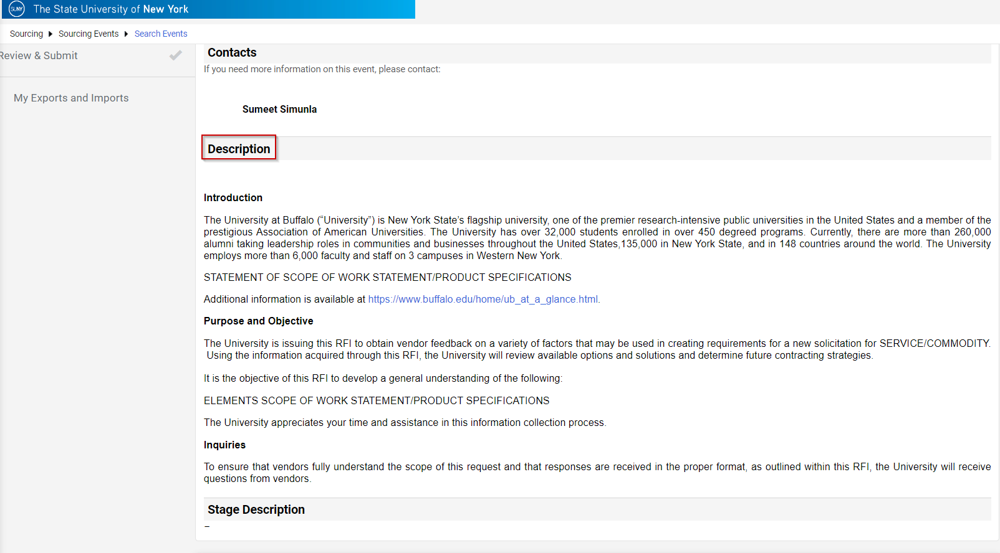 SUNY The State University of New York
Sourcing Sourcing Events Search Events
Review & Submit
My Exports and Imports
Contacts
If you need more information on this event, please contact:
Sumeet Simunla
Description
Introduction
The University at Buffalo (“University”) is New York State’s flagship university, one of the premier research-intensive public universities in the United States and a member of the
prestigious Association of American Universities. The University has over 32,000 students enrolled in over 450 degreed programs. Currently, there are more than 260,000
alumni taking leadership roles in communities and businesses throughout the United States,135,000 in New York State, and in 148 countries around the world. The University
employs more than 6,000 faculty and staff on 3 campuses in Western New York.
STATEMENT OF SCOPE OF WORK STATEMENT/PRODUCT SPECIFICATIONS
Additional information is available at https://www.buffalo.edu/home/ub_at_a_glance.html.
Purpose and Objective
The University is issuing this RFI to obtain vendor feedback on a variety of factors that may be used in creating requirements for a new solicitation for SERVICE/COMMODITY.
Using the information acquired through this RFI, the University will review available options and solutions and determine future contracting strategies.
It is the objective of this RFI to develop a general understanding of the following:
ELEMENTS SCOPE OF WORK STATEMENT/PRODUCT SPECIFICATIONS
The University appreciates your time and assistance in this information collection process.
Inquiries
To ensure that vendors fully understand the scope of this request and that responses are received in the proper format, as outlined within this RFI, the University will receive
questions from vendors.
Stage Description
–